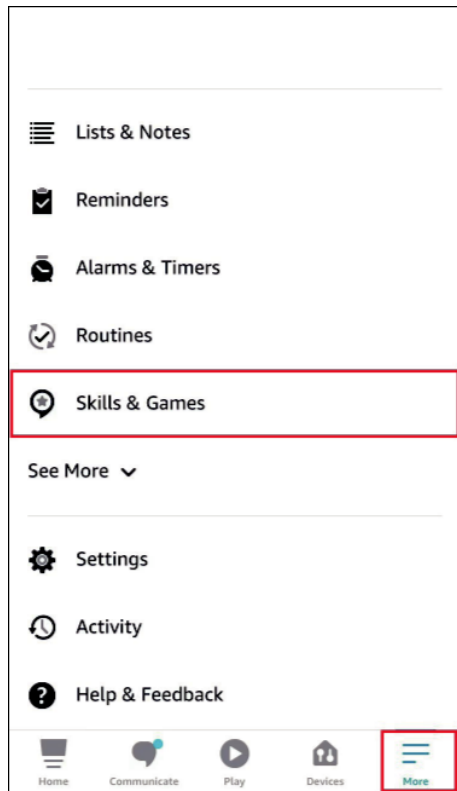 Lists & Notes
Reminders
Alarms & Timers
Routines
Skills & Games
See More
Settings
Activity
Help & Feedback
Home Communicate Play Devices More